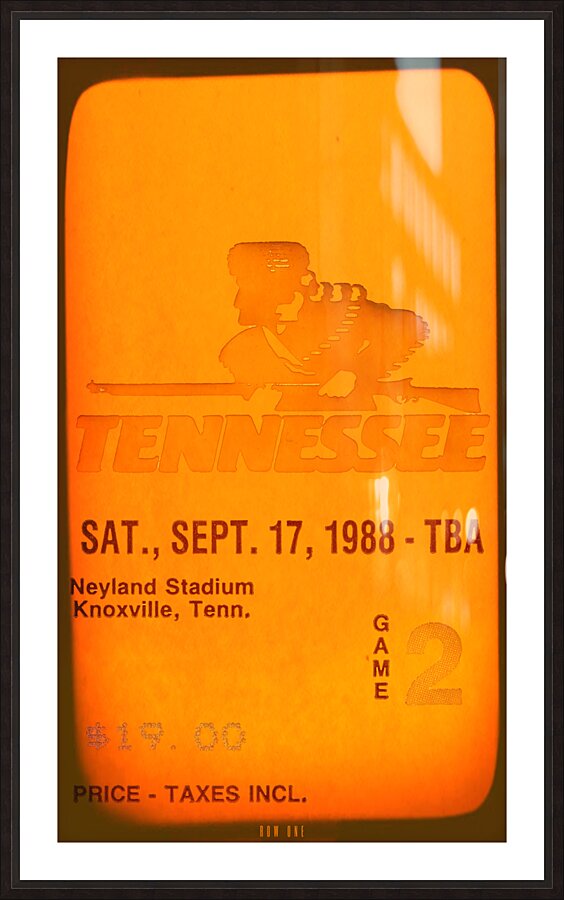 TENNESSEE
SAT., SEPT. 17, 1988 - TBA
Neyland Stadium
Knoxville, Tenn.
GAME
2
$19.00
PRICE - TAXES INCL.
ROW ONE